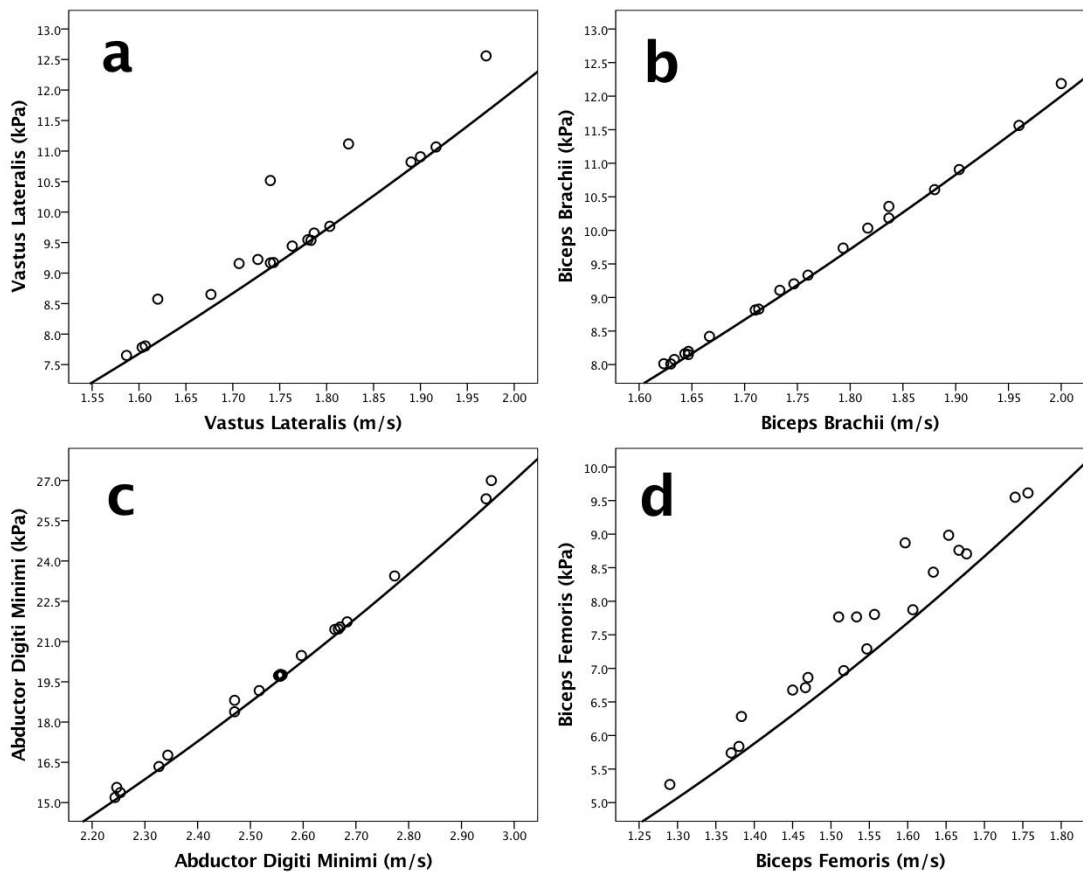 a
Vastus Lateralis (kPa)
13.0
12.5
12.0
11.5
11.0
10.5
10.0
9.5
9.0
8.5
8.0
7.5
1.55 1.60 1.65 1.70 1.75 1.80 1.85 1.90 1.95 2.00
Vastus Lateralis (m/s)
b
Biceps Brachii (kPa)
13.0
12.5
12.0
11.5
11.0
10.5
10.0
9.5
9.0
8.5
8.0
1.60 1.65 1.70 1.75 1.80 1.85 1.90 1.95 2.00
Biceps Brachii (m/s)
c
Abductor Digiti Minimi (kPa)
27.0
25.5
24.0
22.5
21.0
19.5
18.0
16.5
15.0
2.20 2.30 2.40 2.50 2.60 2.70 2.80 2.90 3.00
Abductor Digiti Minimi (m/s)
d
Biceps Femoris (kPa)
10.0
9.5
9.0
8.5
8.0
7.5
7.0
6.5
6.0
5.5
5.0
1.25 1.30 1.35 1.40 1.45 1.50 1.55 1.60 1.65 1.70 1.75 1.80
Biceps Femoris (m/s)